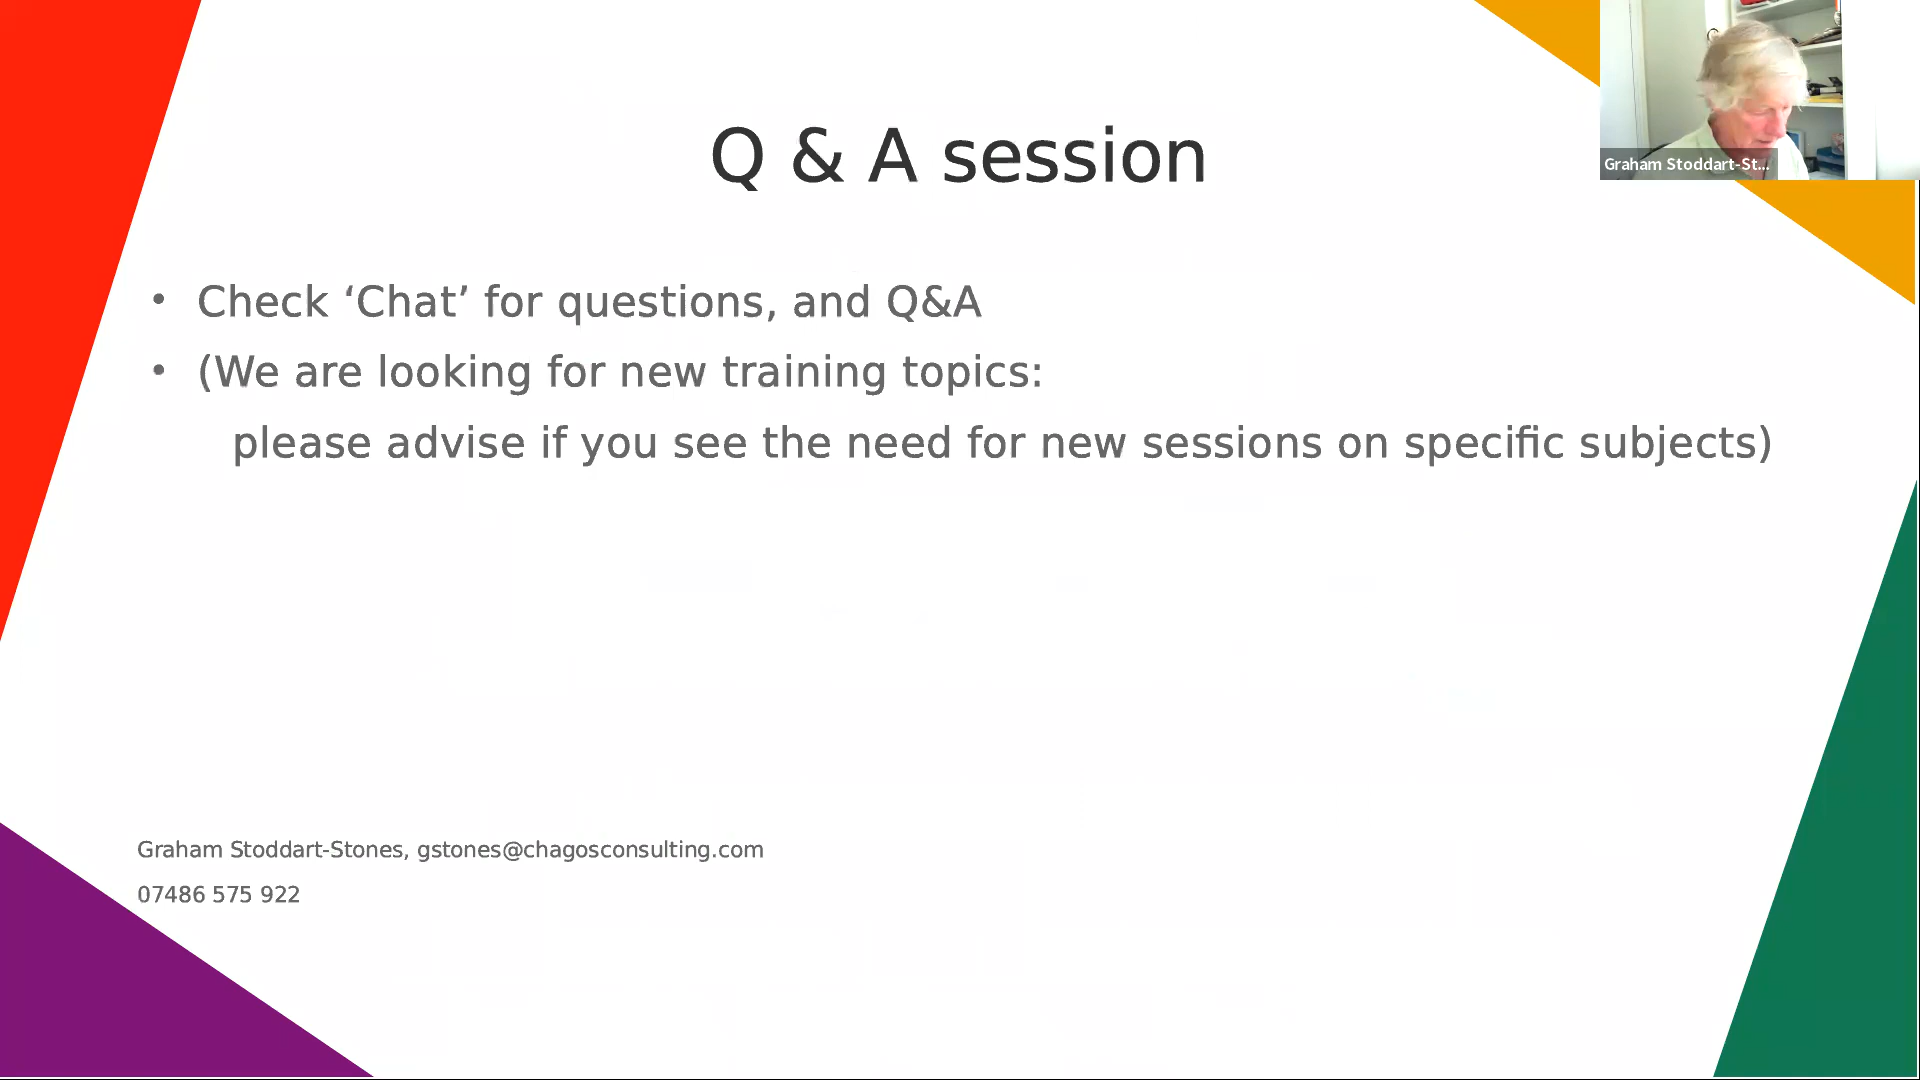 Q & A session
• Check ‘Chat’ for questions, and Q&A
• (We are looking for new training topics:
please advise if you see the need for new sessions on specific subjects)
Graham Stoddart-Stones, gstones@chagosconsulting.com
07486 575 922
Graham Stoddart-St...